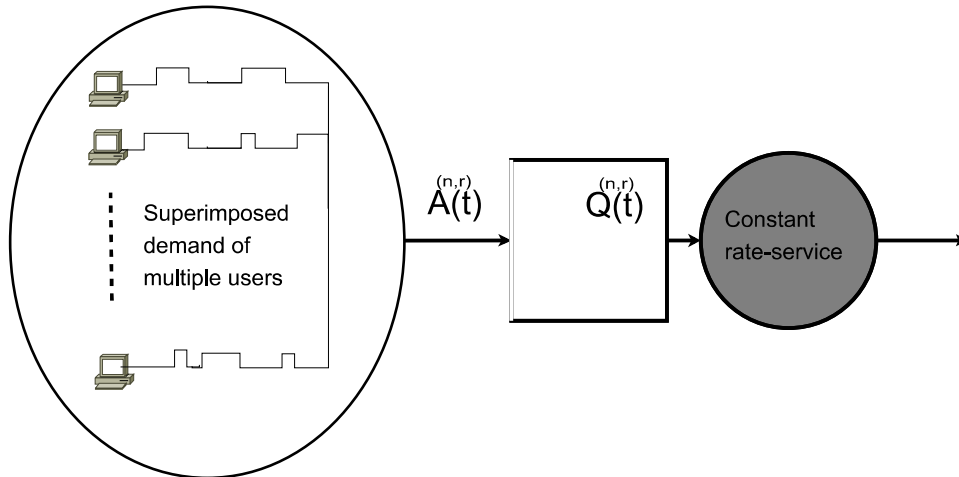 Superimposed
demand of
multiple users
(n,r)
A(t)
(n,r)
Q(t)
Constant
rate-service